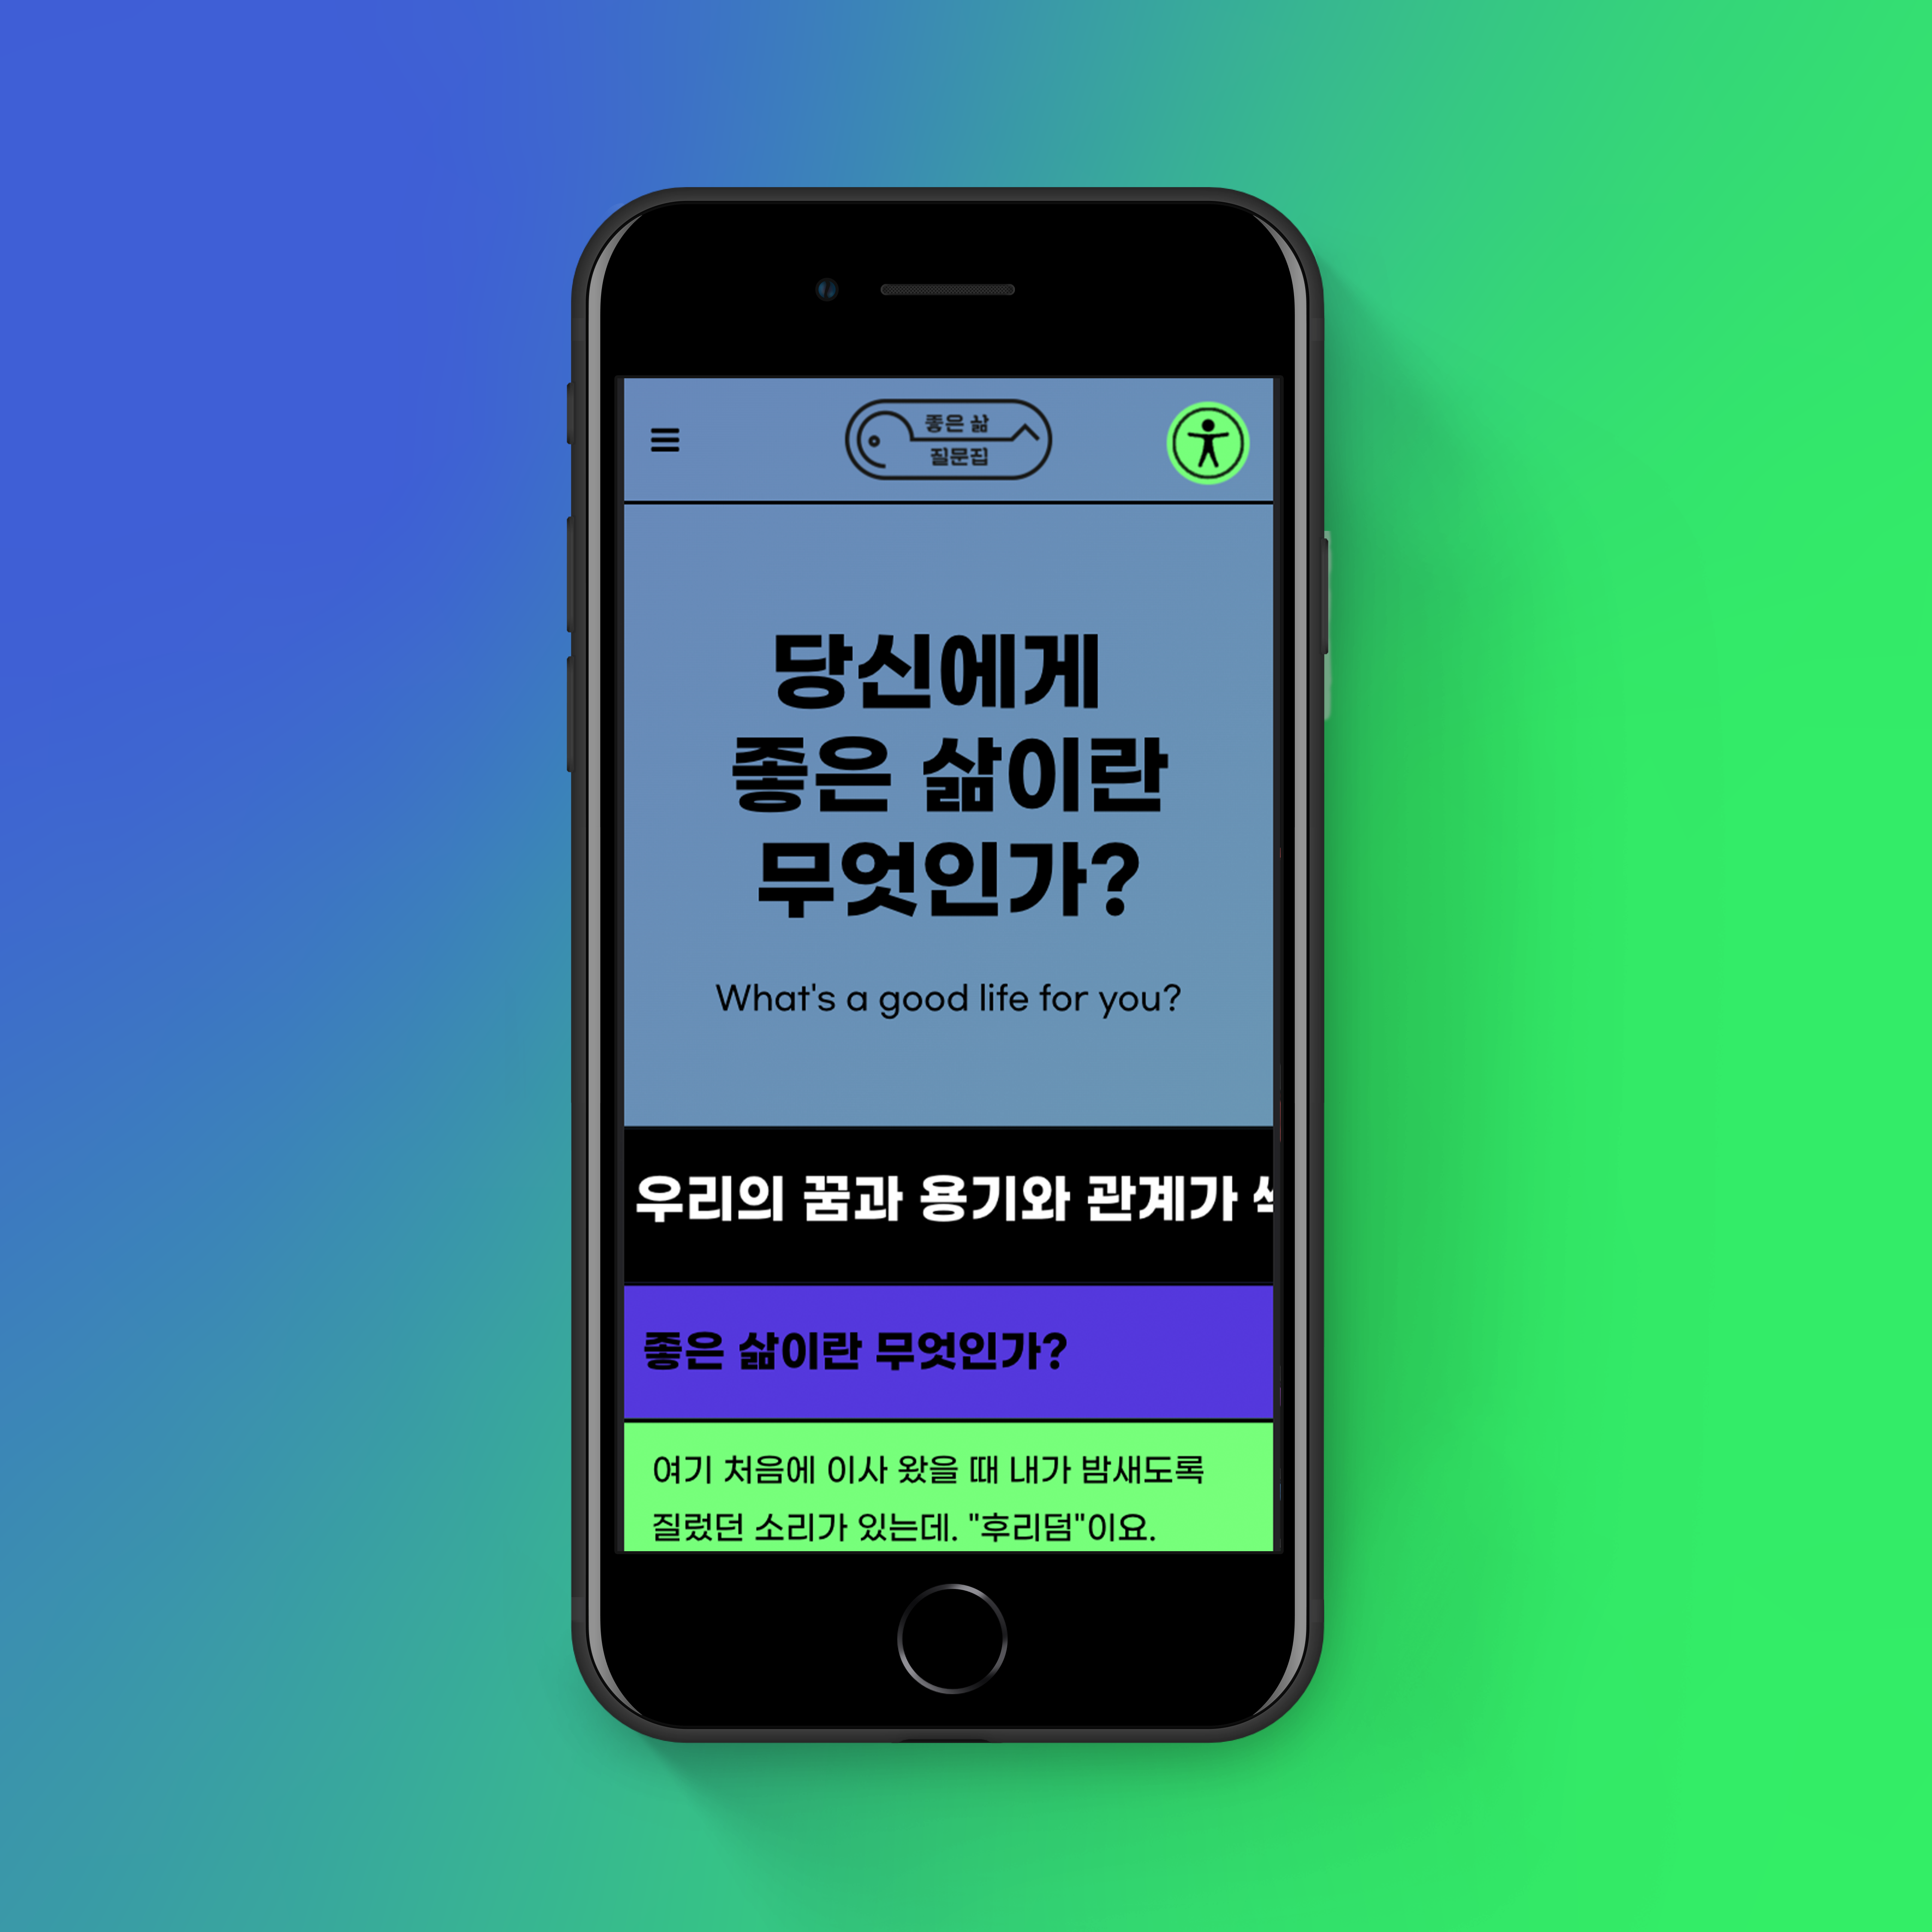 좋은 삶
질문집
당신에게
좋은 삶이란
무엇인가?
What's a good life for you?
우리의 꿈과 용기와 관계가
좋은 삶이란 무엇인가?
여기 처음에 이사 왔을 때 내가 밤새도록
질렀던 소리가 있는데. "후리덤"이요.